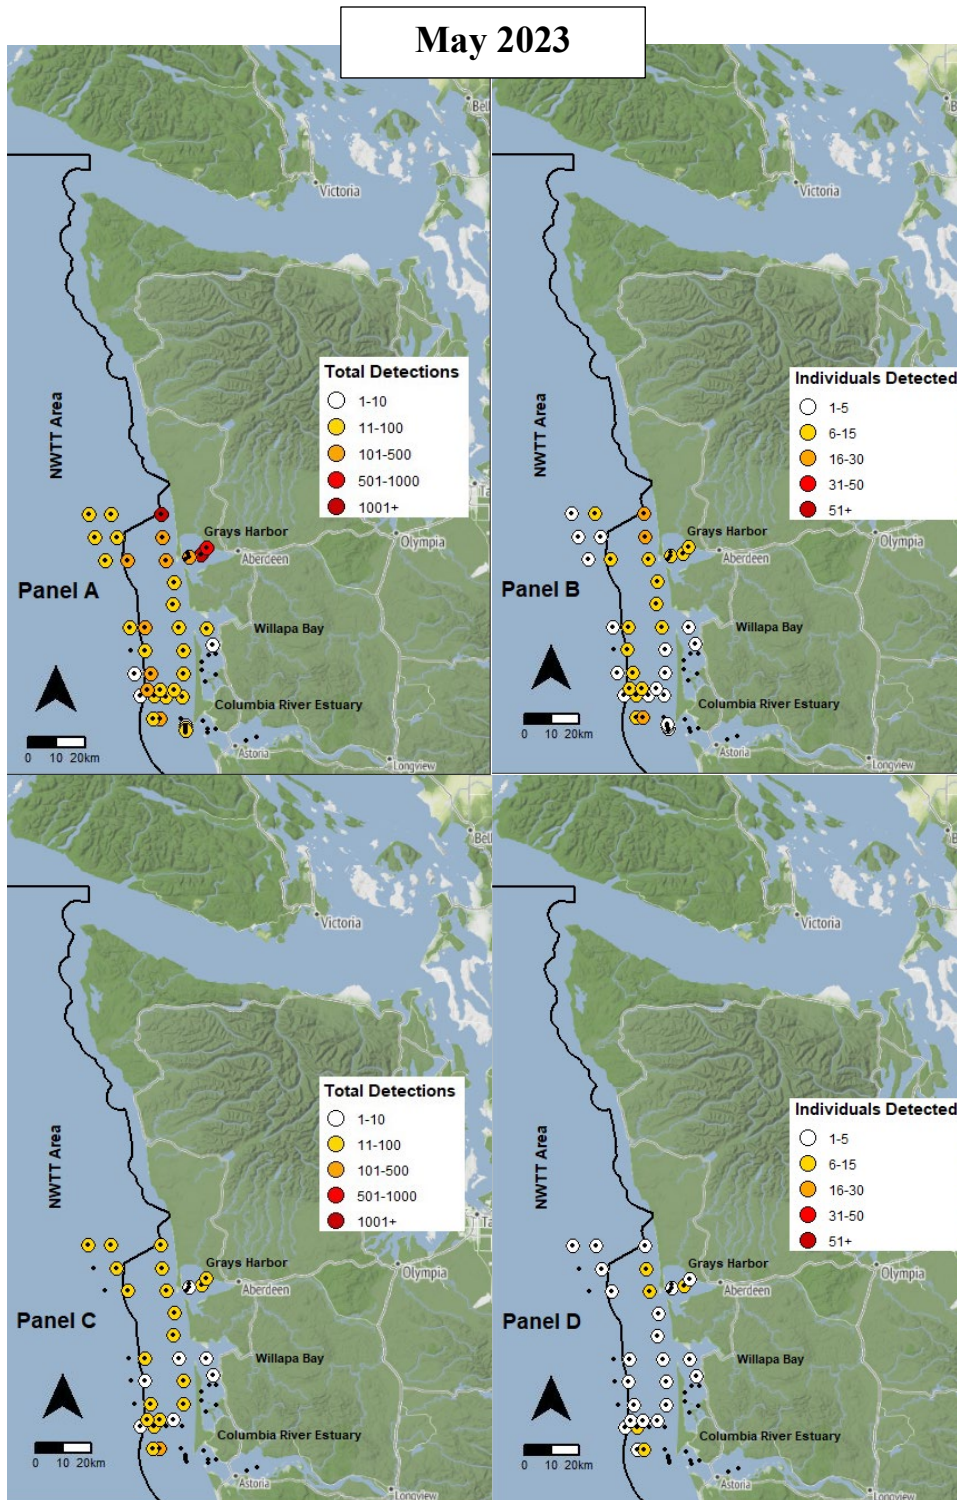 May 2023
Bel
Victoria
NWTT Area
Total Detections
1-10
11-100
101-500
501-1000
1001+
Ta
Grays Harbor
Aberdeen
Olympia
Panel A
Willapa Bay
Columbia River Estuary
0 10 20km
Astoria
Longview
Bel
Victoria
NWTT Area
Individuals Detected
1-5
6-15
16-30
31-50
51+
Grays Harbor
Aberdeen
Olympia
Panel B
Willapa Bay
Columbia River Estuary
0 10 20km
Astoria
Longview
Bel
Victoria
NWTT Area
Total Detections
1-10
11-100
101-500
501-1000
1001+
Ta
Grays Harbor
Aberdeen
Olympia
Panel C
Willapa Bay
Columbia River Estuary
0 10 20km
Astoria
Longview
Bel
Victoria
NWTT Area
Individuals Detected
1-5
6-15
16-30
31-50
51+
Grays Harbor
Aberdeen
Olympia
Panel D
Willapa Bay
Columbia River Estuary
0 10 20km
Astoria
Longview